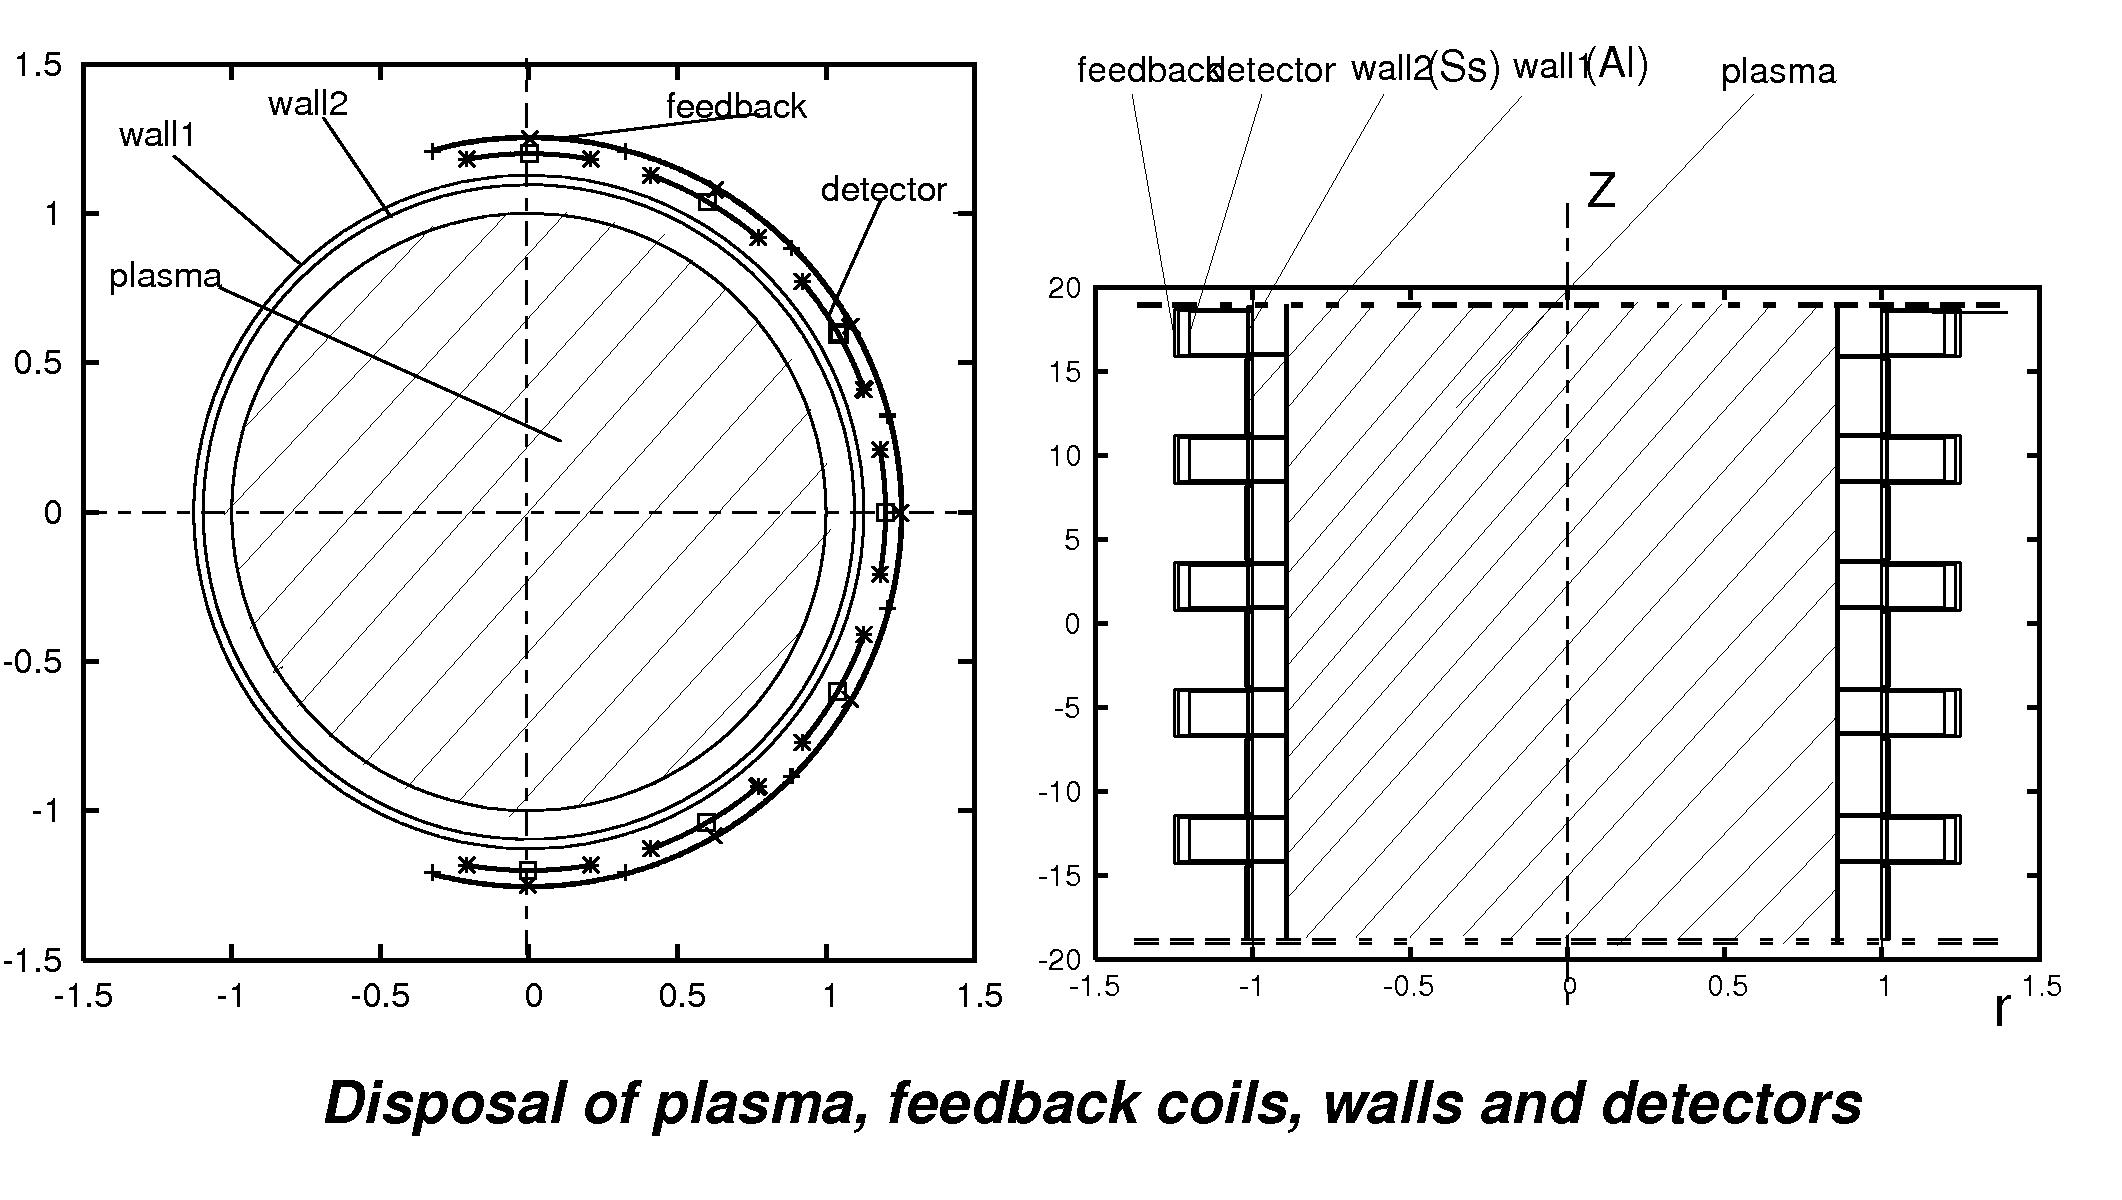 feedback detector wall2 (Ss) wall1 (Al) plasma
1.5
wall2 feedback
wall1
detector
Z
1
plasma
0.5
0
-0.5
-1
-1.5
-1.5 -1 -0.5 0 0.5 1 1.5
20
15
10
5
0
-5
-10
-15
-20
-1.5 -1 -0.5 0 0.5 1 1.5
r
Disposal of plasma, feedback coils, walls and detectors